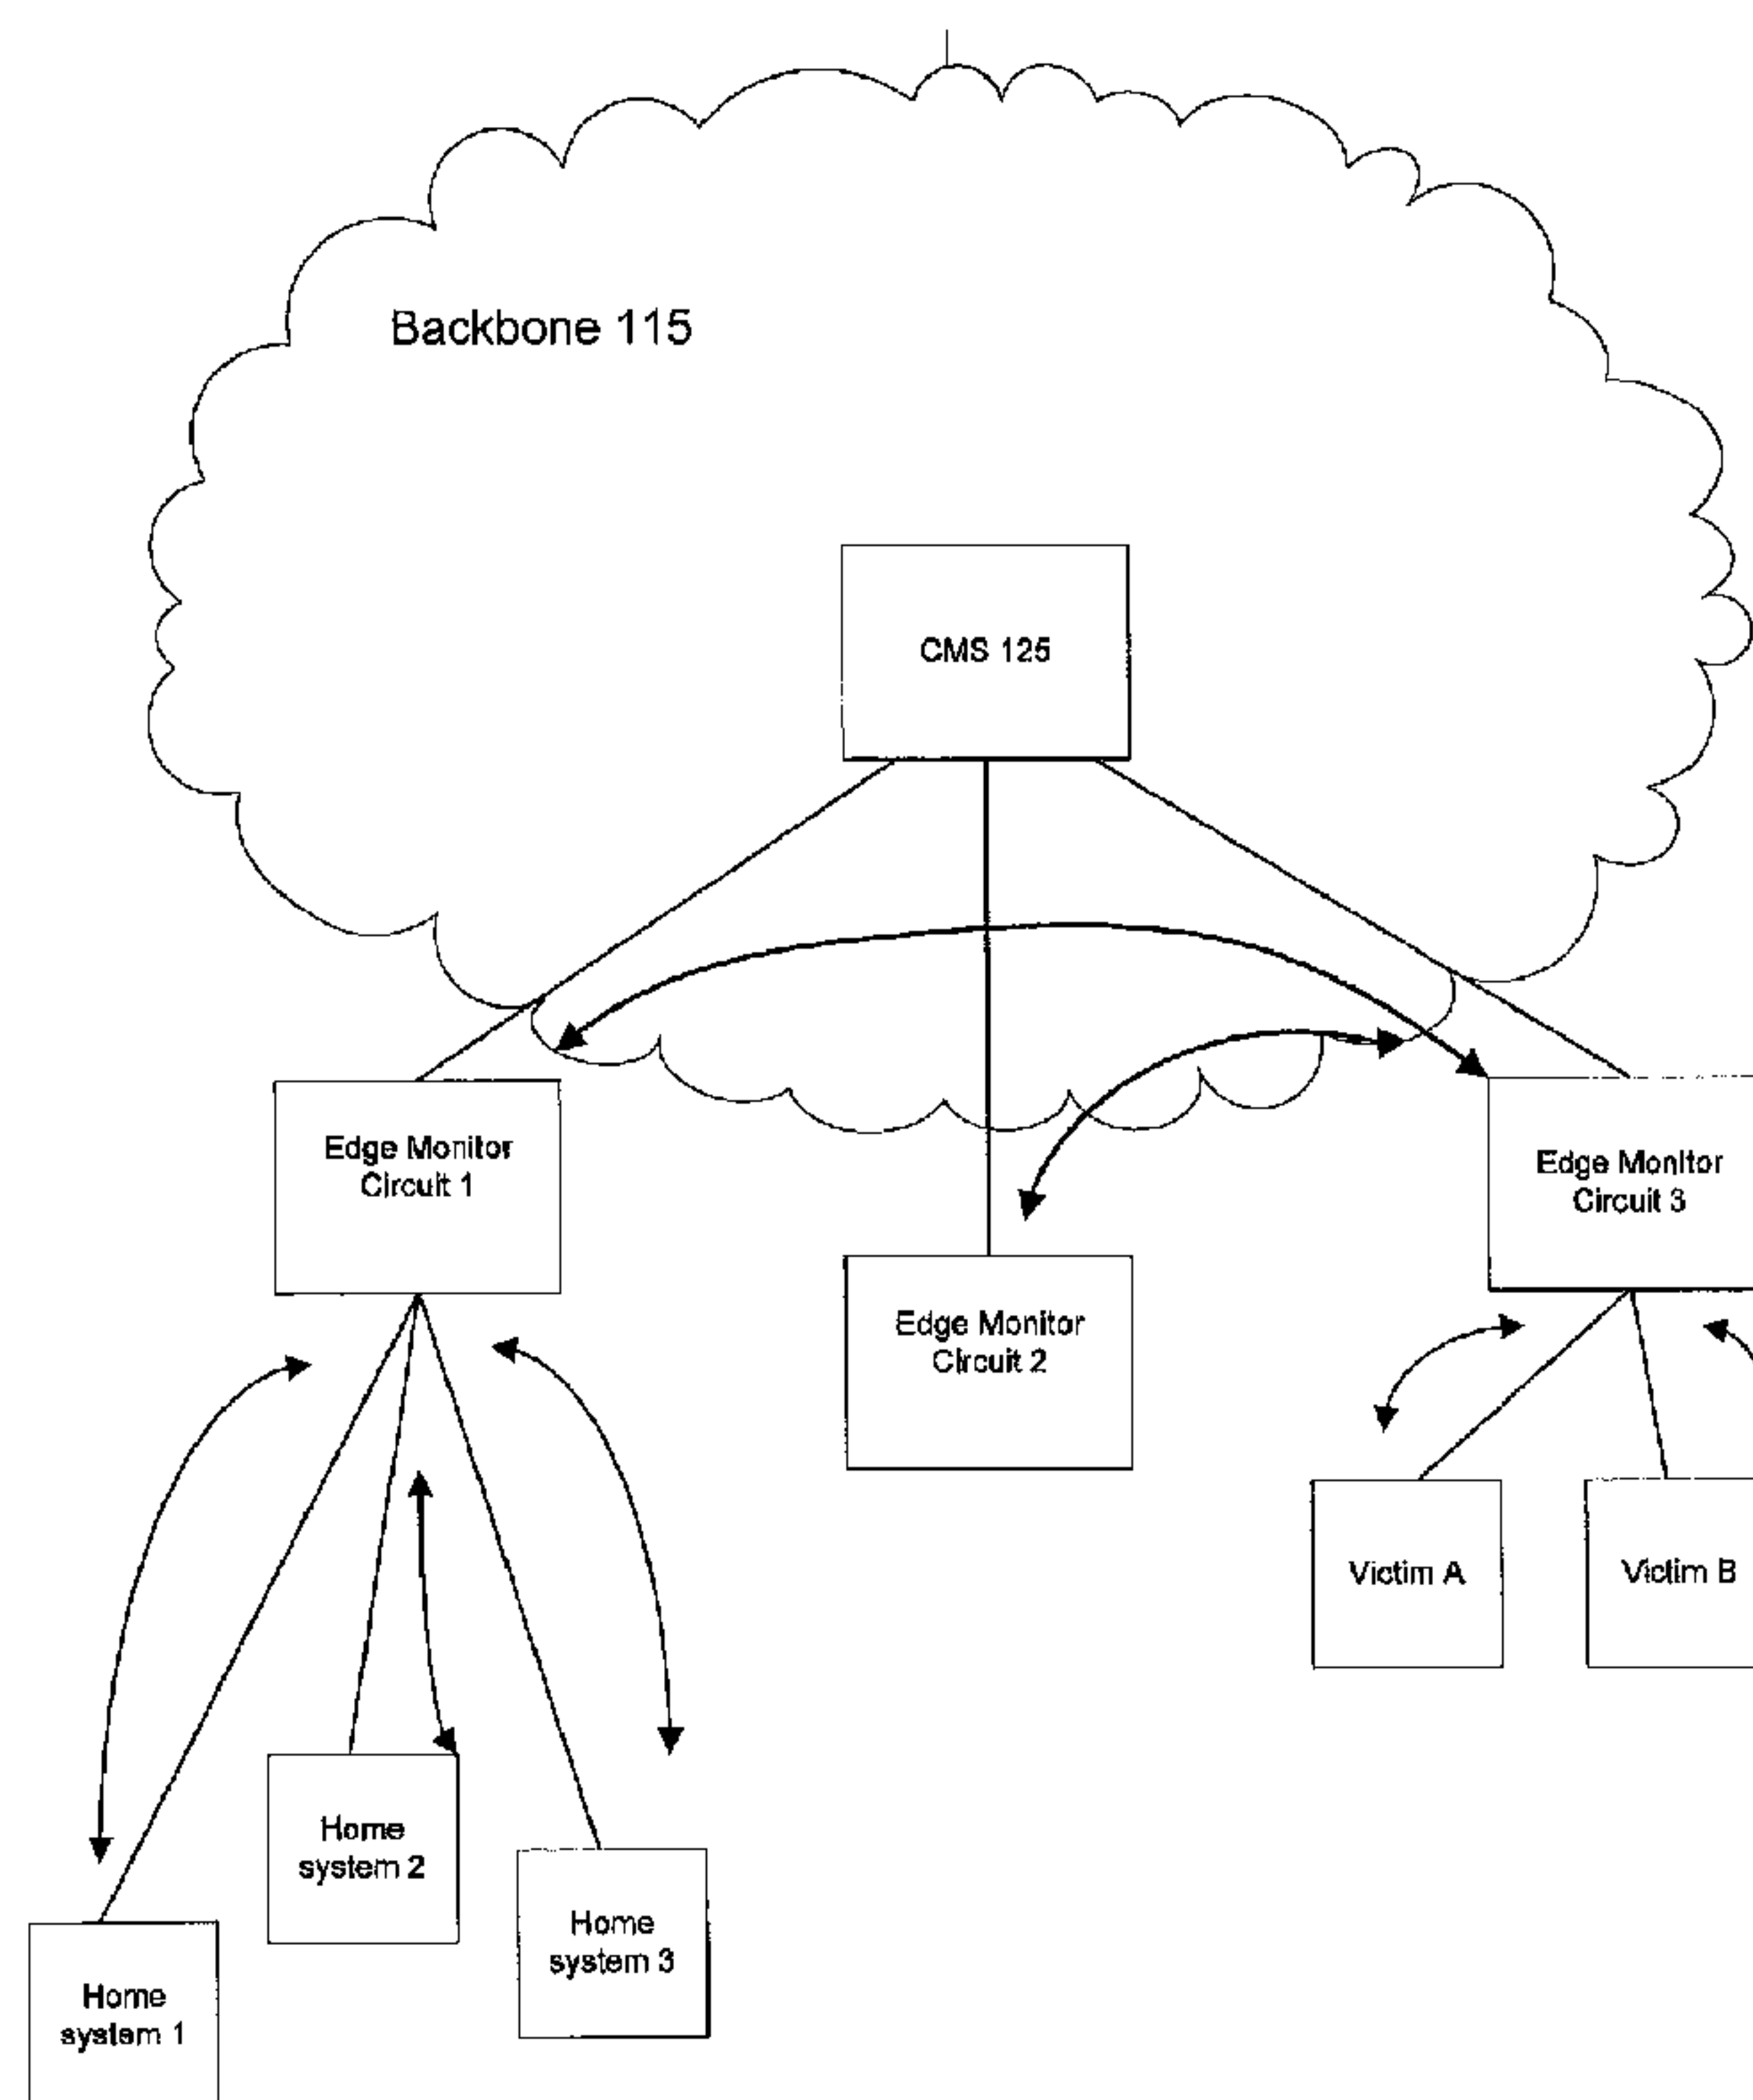 Backbone 115
CMS 125
Edge Monitor
Circuit 1
Edge Monitor
Circuit 3
Edge Monitor
Circuit 2
Victim A
Victim B
Home
system 2
Home
system 3
Home
system 1